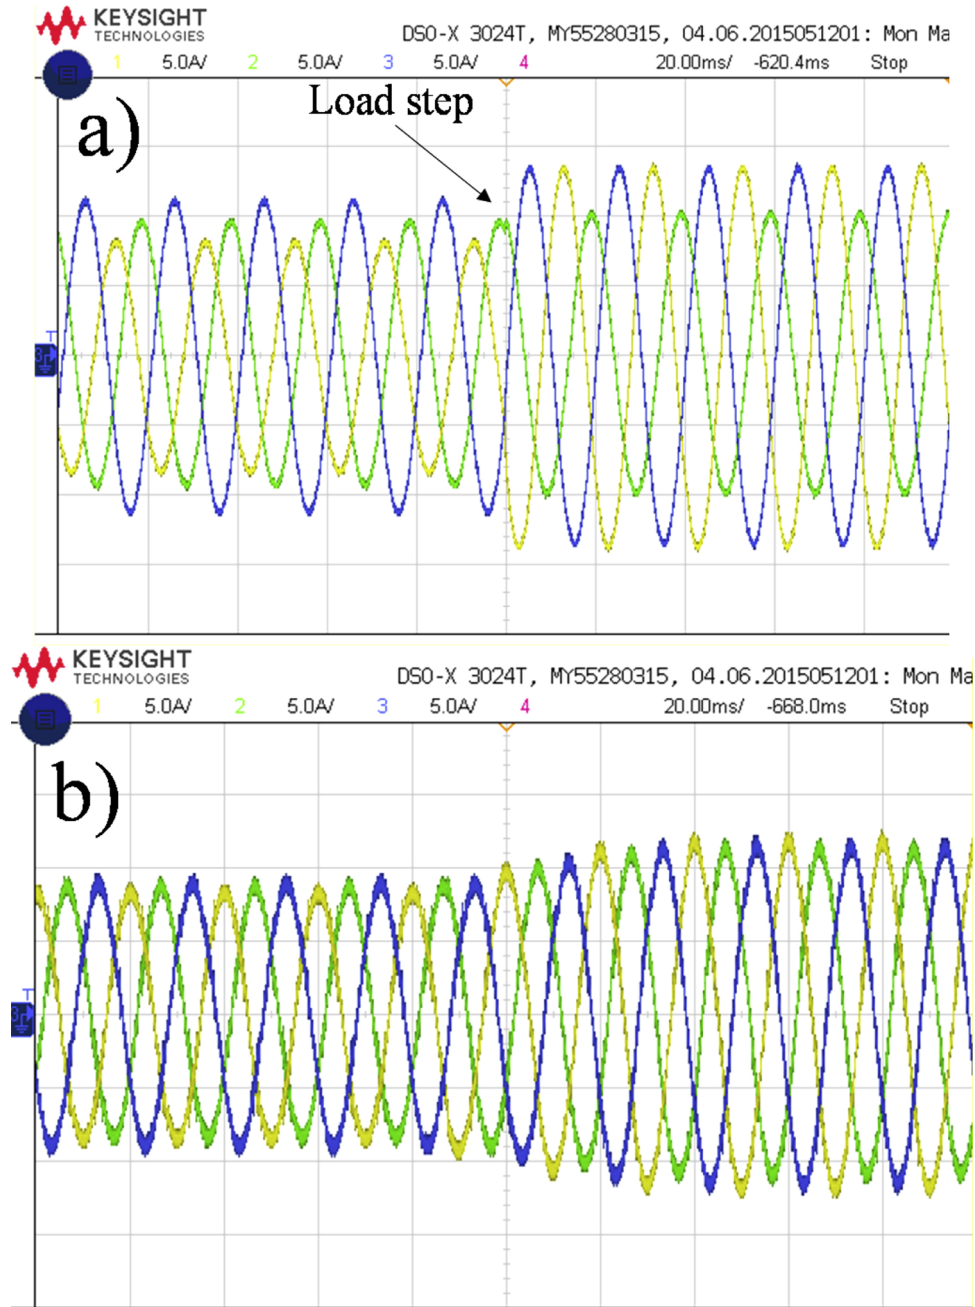 KEYSIGHT
TECHNOLOGIES
DSO-X 3024T, MY55280315, 04.06.2015051201: Mon Ma
1 5.0A/ 2 5.0A/ 3 5.0A/ 4 20.00ms/ -620.4ms Stop
Load step
a)
T
KEYSIGHT
TECHNOLOGIES
DSO-X 3024T, MY55280315, 04.06.2015051201: Mon Ma
1 5.0A/ 2 5.0A/ 3 5.0A/ 4 20.00ms/ -668.0ms Stop
b)
T